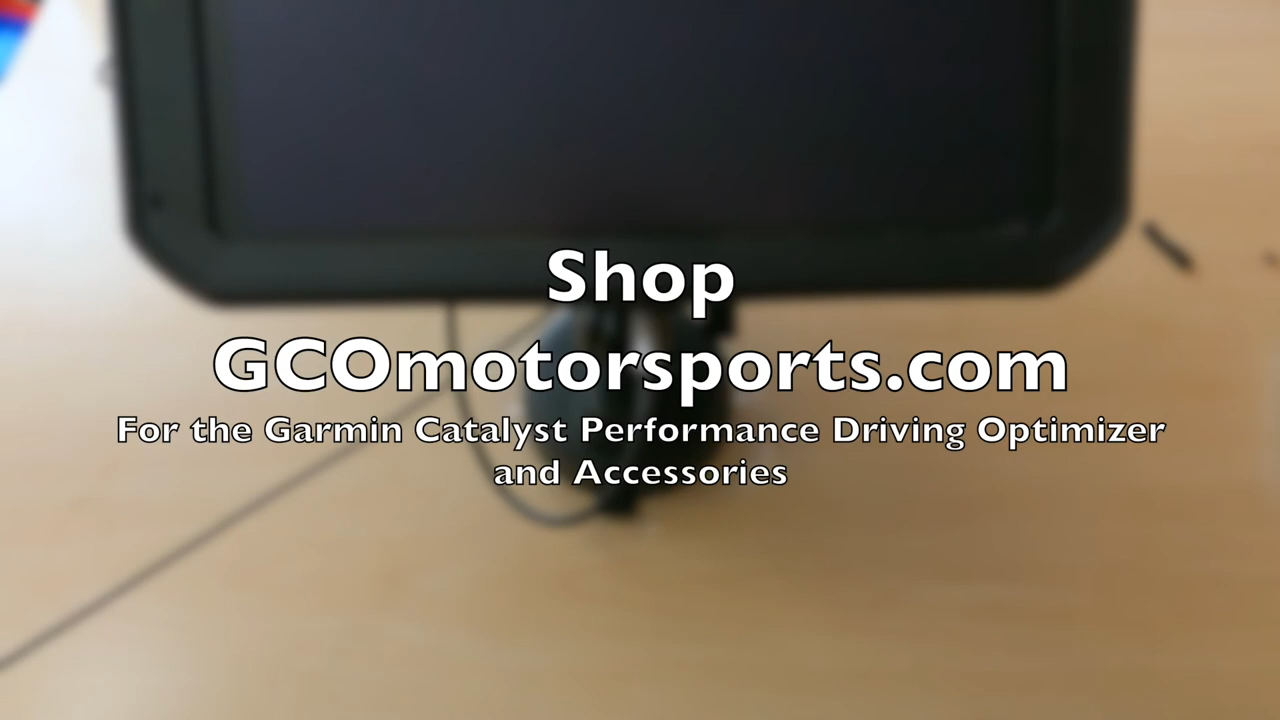 Shop
GCOmotorsports.com
For the Garmin Catalyst Performance Driving Optimizer
and Accessories